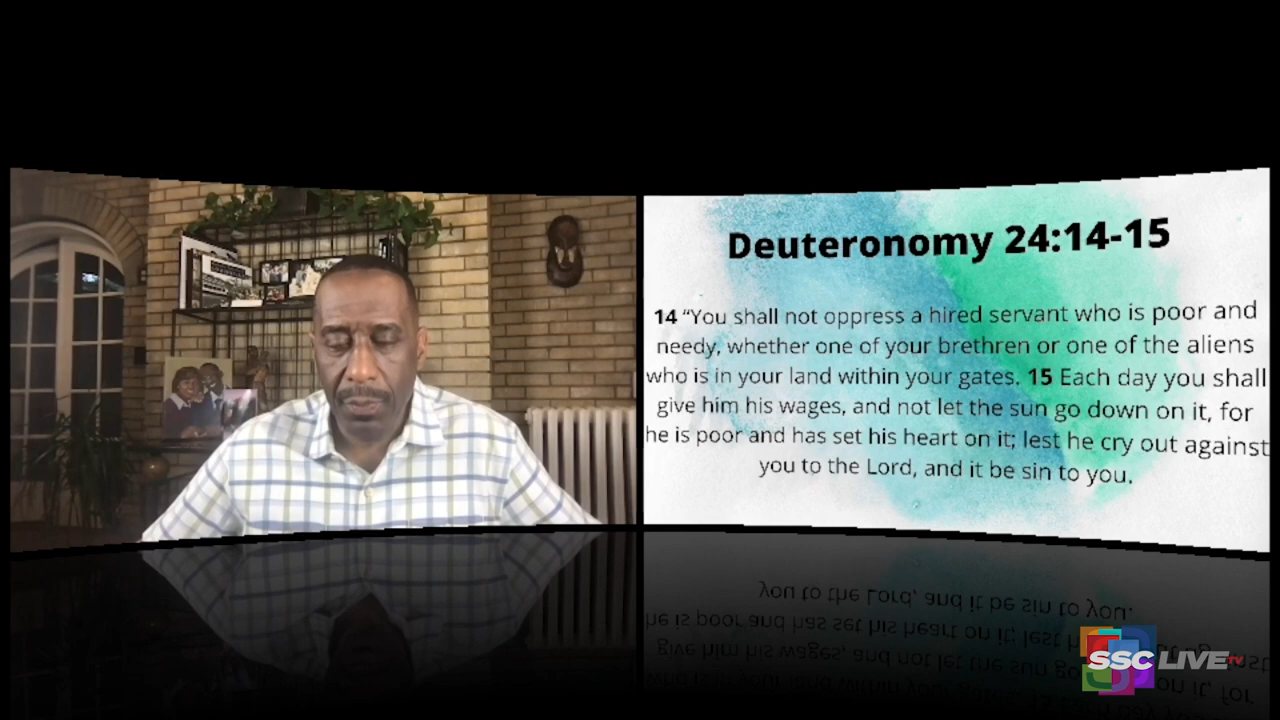 Deuteronomy 24:14-15
14 “You shall not oppress a hired servant who is poor and
needy, whether one of your brethren or one of the aliens
who is in your land within your gates. 15 Each day you shall
give him his wages, and not let the sun go down on it, for
he is poor and has set his heart on it; lest he cry out against
you to the Lord, and it be sin to you.
SSC LIVE TV